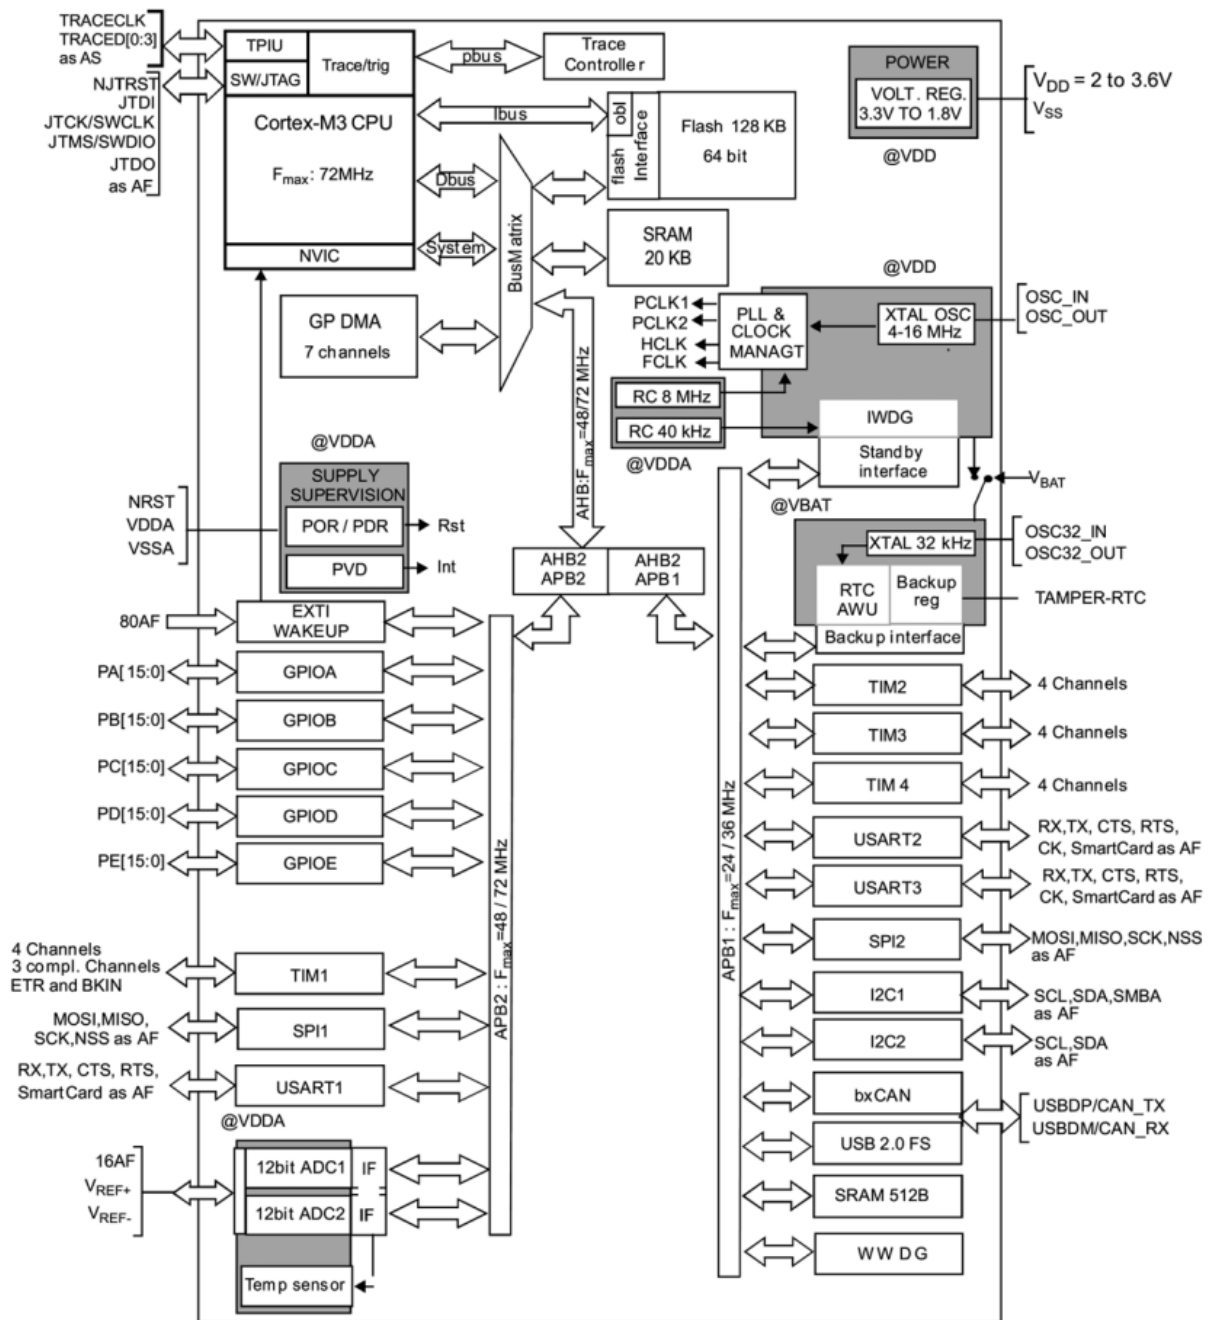 TRACECLK
TRACED[0:3]
as AS
NJTRST
JTDI
JTCK/SWCLK
JTMS/SWDIO
JTDO
as AF
TPIU
SW/JTAG
Trace/trig
Cortex-M3 CPU
Fmax: 72MHz
NVIC
pbus
Trace
Controller
Ibus
Dbus
System
BusMatrix
obl
flash
Interface
Flash 128 KB
64 bit
SRAM
20 KB
POWER
VOLT. REG.
3.3V TO 1.8V
@VDD
VDD = 2 to 3.6V
VSS
GP DMA
7 channels
AHB:Fmax=48/72 MHz
PCLK1
PCLK2
HCLK
FCLK
PLL &
CLOCK
MANAGT
@VDD
XTAL OSC
4-16 MHz
OSC_IN
OSC_OUT
RC 8 MHz
RC 40 kHz
@VDDA
IWDG
Standby
interface
VBAT
@VBAT
XTAL 32 kHz
OSC32_IN
OSC32_OUT
RTC
AWU
Backup
reg
Backup interface
TAMPER-RTC
@VDDA
SUPPLY
SUPERVISION
POR / PDR
PVD
Rst
Int
NRST
VDDA
VSSA
AHB2
APB2
AHB2
APB1
80AF
EXTI
WAKEUP
PA[15:0]
GPIOA
PB[15:0]
GPIOB
PC[15:0]
GPIOC
PD[15:0]
GPIOD
PE[15:0]
GPIOE
APB2 : Fmax=48 / 72 MHz
4 Channels
3 compl. Channels
ETR and BKIN
TIM1
MOSI,MISO,
SCK,NSS as AF
SPI1
RX,TX, CTS, RTS,
SmartCard as AF
USART1
@VDDA
16AF
VREF+
VREF-
12bit ADC1
IF
12bit ADC2
IF
Temp sensor
APB1 : Fmax=24 / 36 MHz
TIM2
4 Channels
TIM3
4 Channels
TIM 4
4 Channels
USART2
RX,TX, CTS, RTS,
CK, SmartCard as AF
USART3
RX,TX, CTS, RTS,
CK, SmartCard as AF
SPI2
MOSI,MISO,SCK,NSS
as AF
I2C1
SCL,SDA,SMBA
as AF
I2C2
SCL,SDA
as AF
bxCAN
USBDP/CAN_TX
USBDM/CAN_RX
USB 2.0 FS
SRAM 512B
WWDG